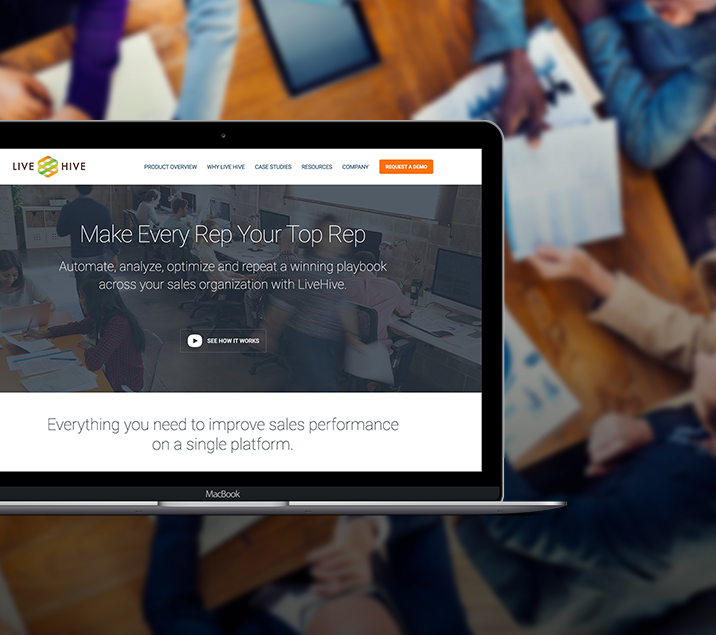 LIVE HIVE
PRODUCT OVERVIEW WHY LIVE HIVE CASE STUDIES RESOURCES COMPANY REQUEST A DEMO
Make Every Rep Your Top Rep
Automate, analyze, optimize and repeat a winning playbook
across your sales organization with LiveHive.
SEE HOW IT WORKS
Everything you need to improve sales performance
on a single platform.
MacBook